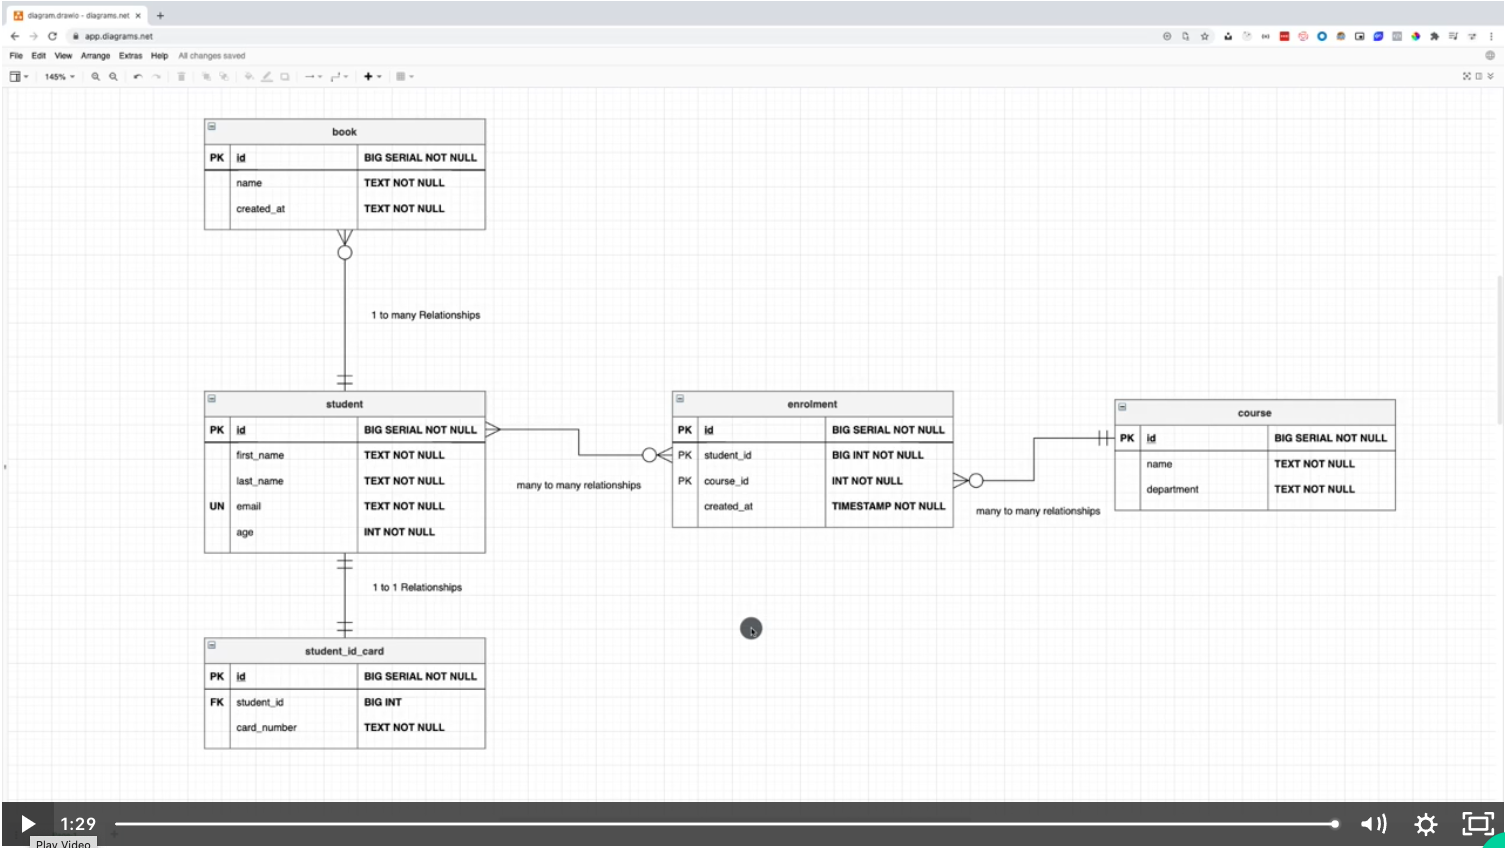 diagram.drawio - diagrams.net
app.diagrams.net
File Edit View Arrange Extras Help All changes saved
145%
book
PK id BIG SERIAL NOT NULL
name TEXT NOT NULL
created_at TEXT NOT NULL
1 to many Relationships
student
PK id BIG SERIAL NOT NULL
first_name TEXT NOT NULL
last_name TEXT NOT NULL
UN email TEXT NOT NULL
age INT NOT NULL
many to many relationships
enrolment
PK id BIG SERIAL NOT NULL
PK student_id BIG INT NOT NULL
PK course_id INT NOT NULL
created_at TIMESTAMP NOT NULL
many to many relationships
course
PK id BIG SERIAL NOT NULL
name TEXT NOT NULL
department TEXT NOT NULL
1 to 1 Relationships
student_id_card
PK id BIG SERIAL NOT NULL
FK student_id BIG INT
card_number TEXT NOT NULL
1:29
Play Video